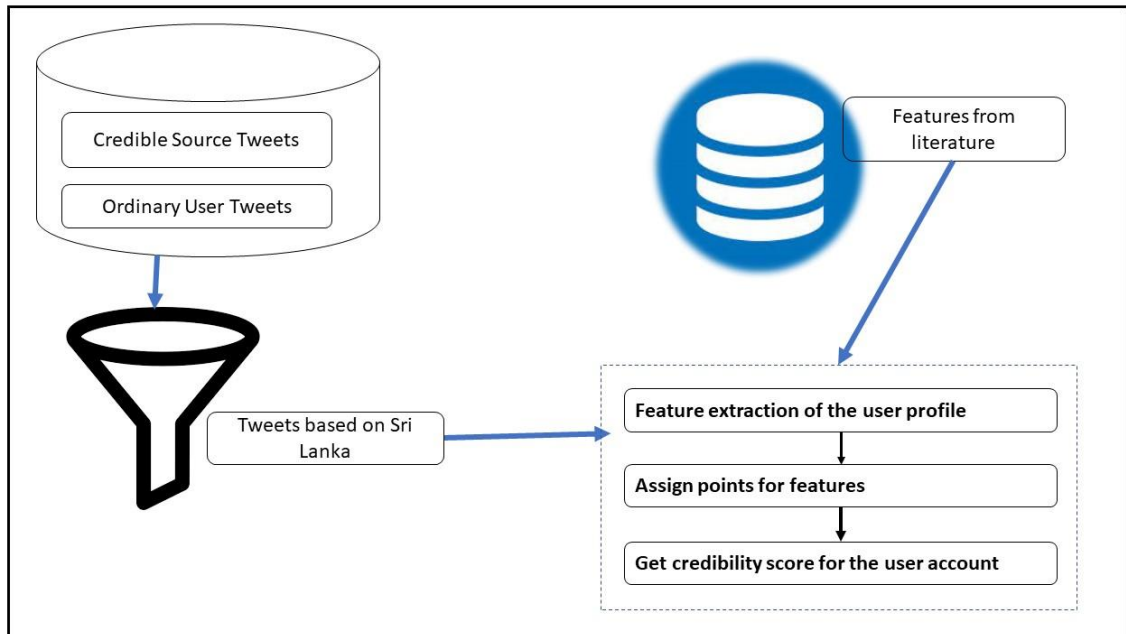 Credible Source Tweets
Ordinary User Tweets
Features from
literature
Tweets based on Sri
Lanka
Feature extraction of the user profile
Assign points for features
Get credibility score for the user account